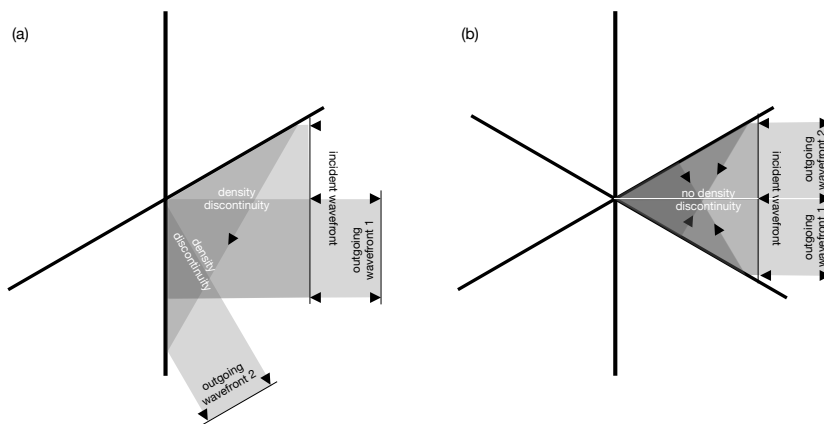 (a)
density
discontinuity
density
discontinuity
incident wavefront
outgoing
wavefront 1
outgoing
wavefront 2
(b)
no density
discontinuity
incident wavefront
outgoing
wavefront 2
outgoing
wavefront 1